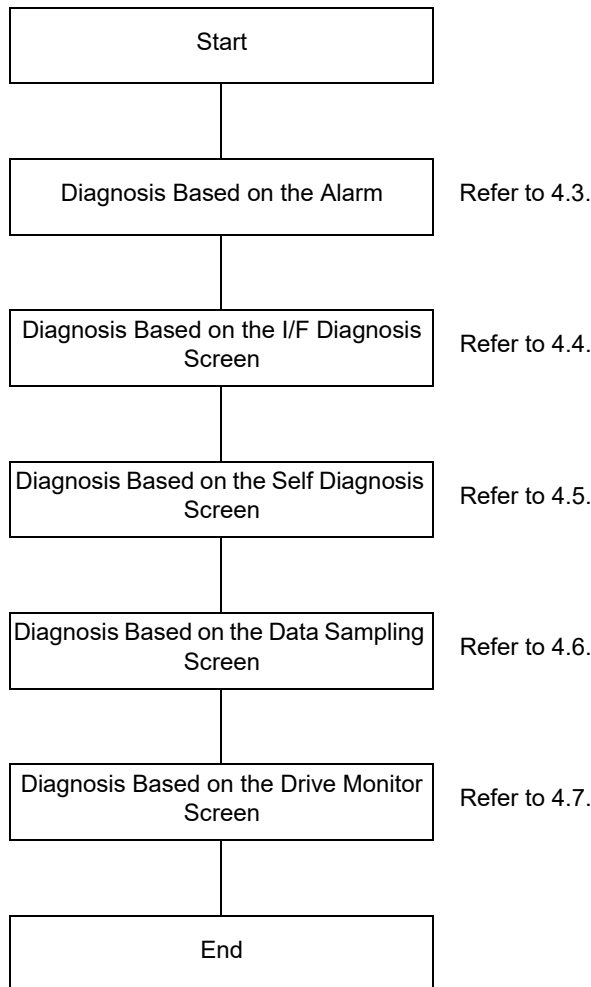 Start
Diagnosis Based on the Alarm
Refer to 4.3.
Diagnosis Based on the I/F Diagnosis
Screen
Refer to 4.4.
Diagnosis Based on the Self Diagnosis
Screen
Refer to 4.5.
Diagnosis Based on the Data Sampling
Screen
Refer to 4.6.
Diagnosis Based on the Drive Monitor
Screen
Refer to 4.7.
End